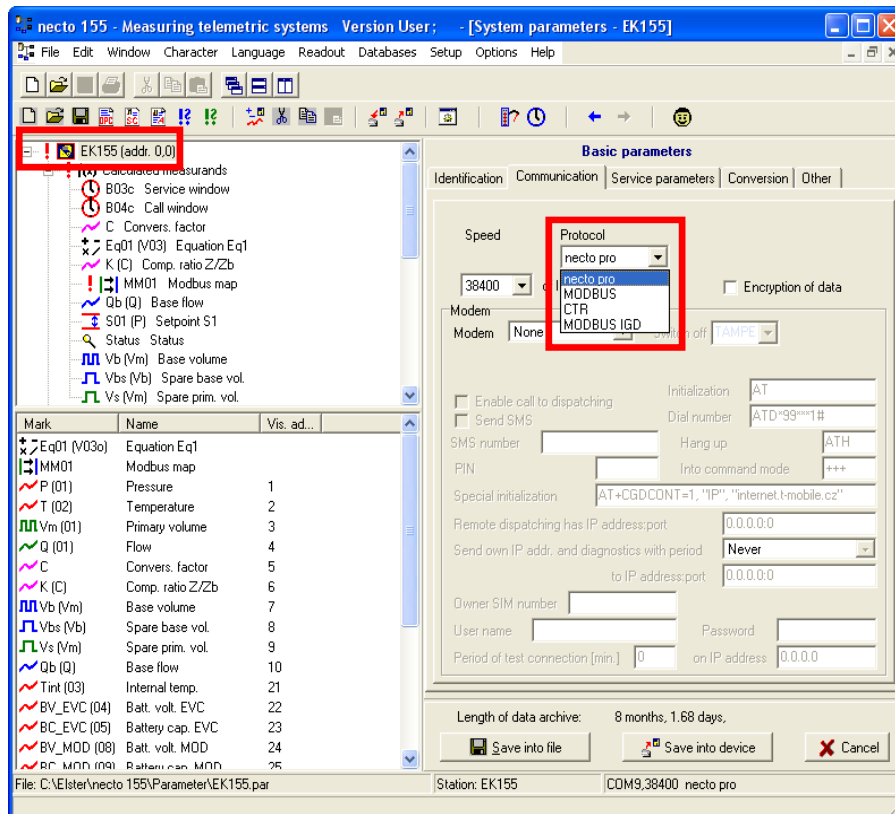 necto 155 - Measuring telemetric systems Version User; - [System parameters - EK155]
File Edit Window Character Language Readout Databases Setup Options Help
EK155 (addr. 0,0)
Calculated measurands
B03c Service window
B04c Call window
C Convers. factor
Eq01 (V03) Equation Eq1
K (C) Comp. ratio Z/Zb
MM01 Modbus map
Qb (Q) Base flow
S01 (P) Setpoint S1
Status Status
Vb (Vm) Base volume
Vbs (Vb) Spare base vol.
Vs (Vm) Spare prim. vol.
Mark Name Vis. ad...
Eq01 (V03o) Equation Eq1
MM01 Modbus map
P (01) Pressure 1
T (02) Temperature 2
Vm (01) Primary volume 3
Q (01) Flow 4
C Convers. factor 5
K (C) Comp. ratio Z/Zb 6
Vb (Vm) Base volume 7
Vbs (Vb) Spare base vol. 8
Vs (Vm) Spare prim. vol. 9
Qb (Q) Base flow 10
Tint (03) Internal temp. 21
BV_EVC (04) Batt. volt. EVC 22
BC_EVC (05) Battery cap. EVC 23
BV_MOD (08) Batt. volt. MOD 24
BC_MOD (09) Battery cap. MOD 25
Basic parameters
Identification Communication Service parameters Conversion Other
Speed Protocol
necto pro
38400
necto pro
MODBUS
CTR
MODBUS IGD
Encryption of data
Modem
Modem None Switch off TAMPE
Enable call to dispatching Initialization AT
Send SMS Dial number ATD*99***1#
SMS number Hang up ATH
PIN Into command mode +++
Special initialization AT+CGDCONT=1, "IP", "internet.t-mobile.cz"
Remote dispatching has IP address:port 0.0.0.0:0
Send own IP addr. and diagnostics with period Never
to IP address:port 0.0.0.0:0
Owner SIM number
User name Password
Period of test connection [min.] 0 on IP address 0.0.0.0
Length of data archive: 8 months, 1.68 days,
Save into file Save into device Cancel
File: C:\Elster\necto 155\Parameter\EK155.par Station: EK155 COM9,38400 necto pro